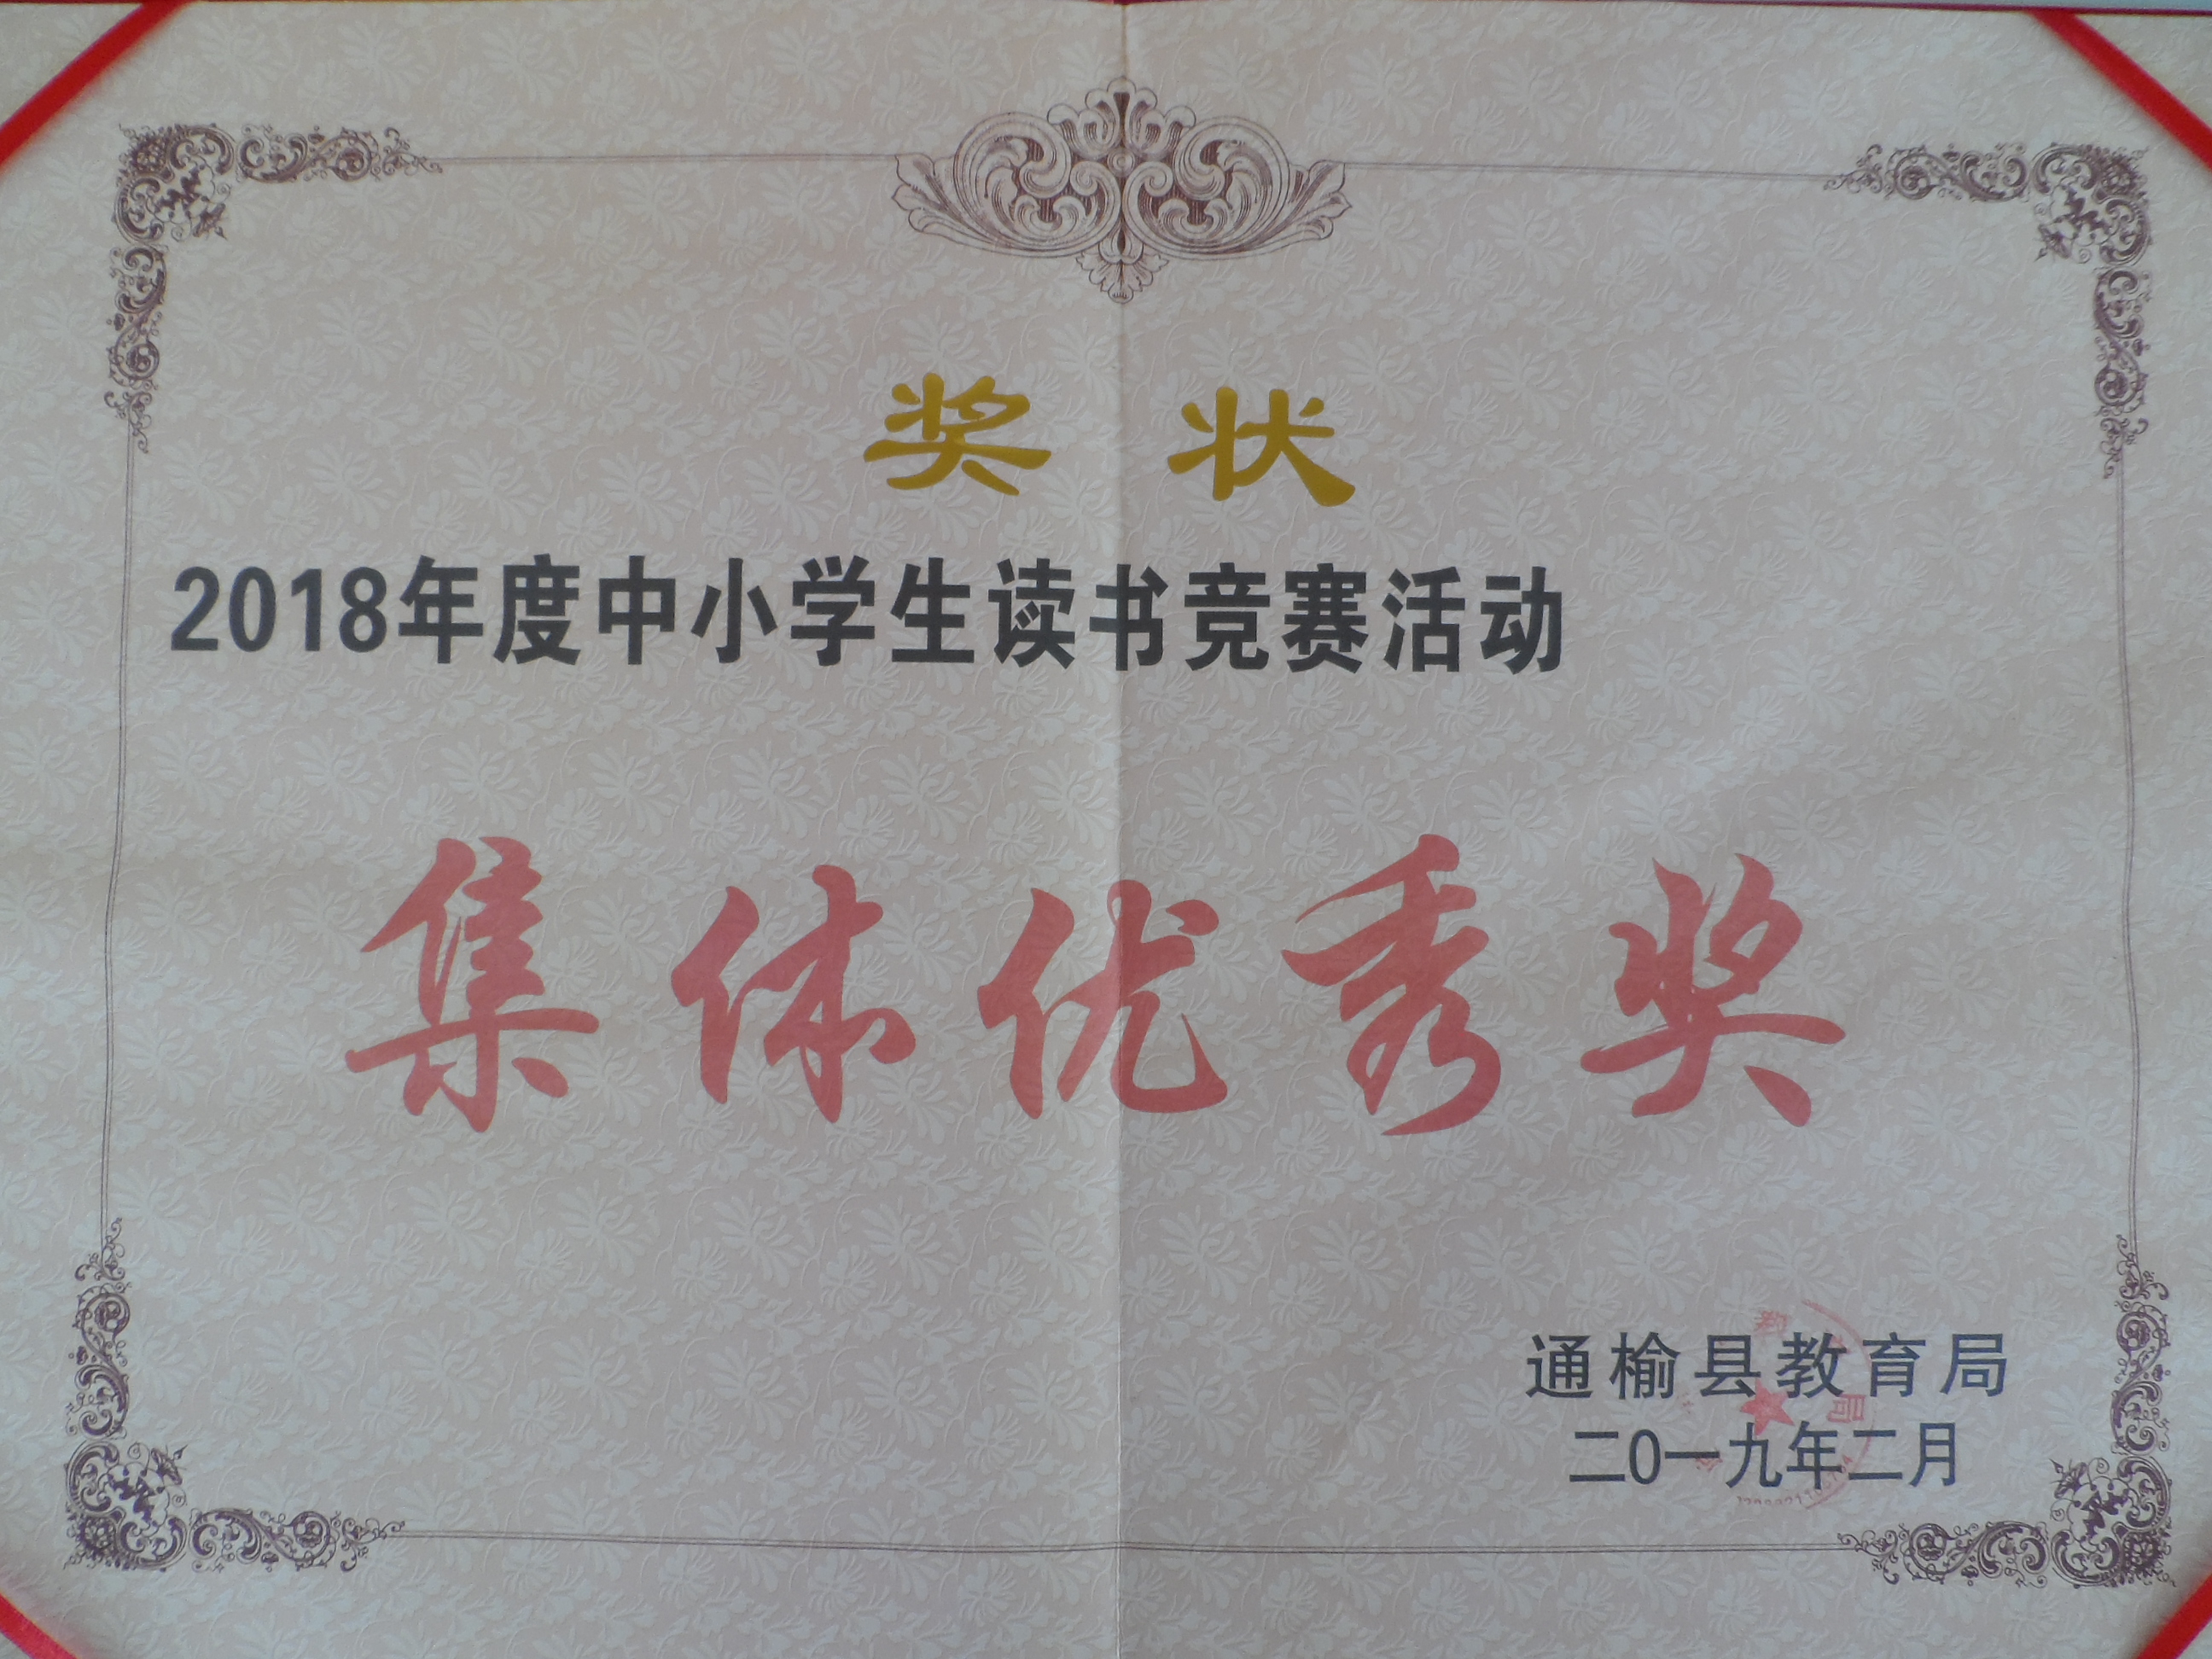 奖状
2018年度中小学生读书竞赛活动
集体优秀奖
通榆县教育局
二0一九年二月